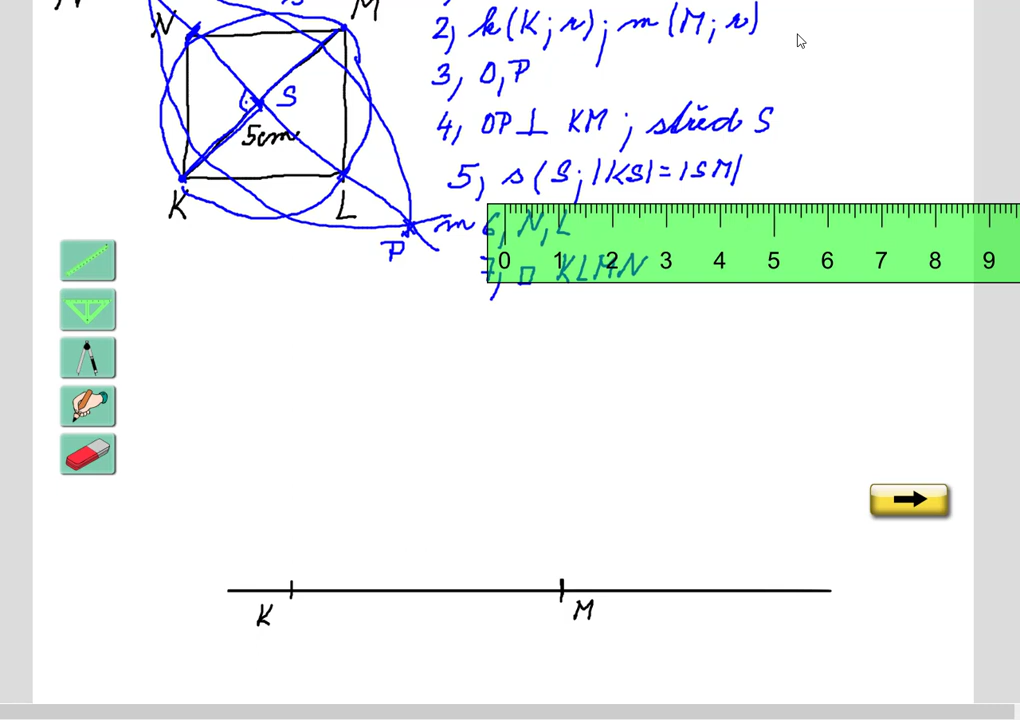 N
M
2, k(K; r); m(M; r)
3, O,P
S
4, OP⊥ KM ; střed S
5cm
5, s(S; |KS|=|SM|
K
L
m
6, N,L
P
7, □ KLMN
0 1 2 3 4 5 6 7 8 9
K
M